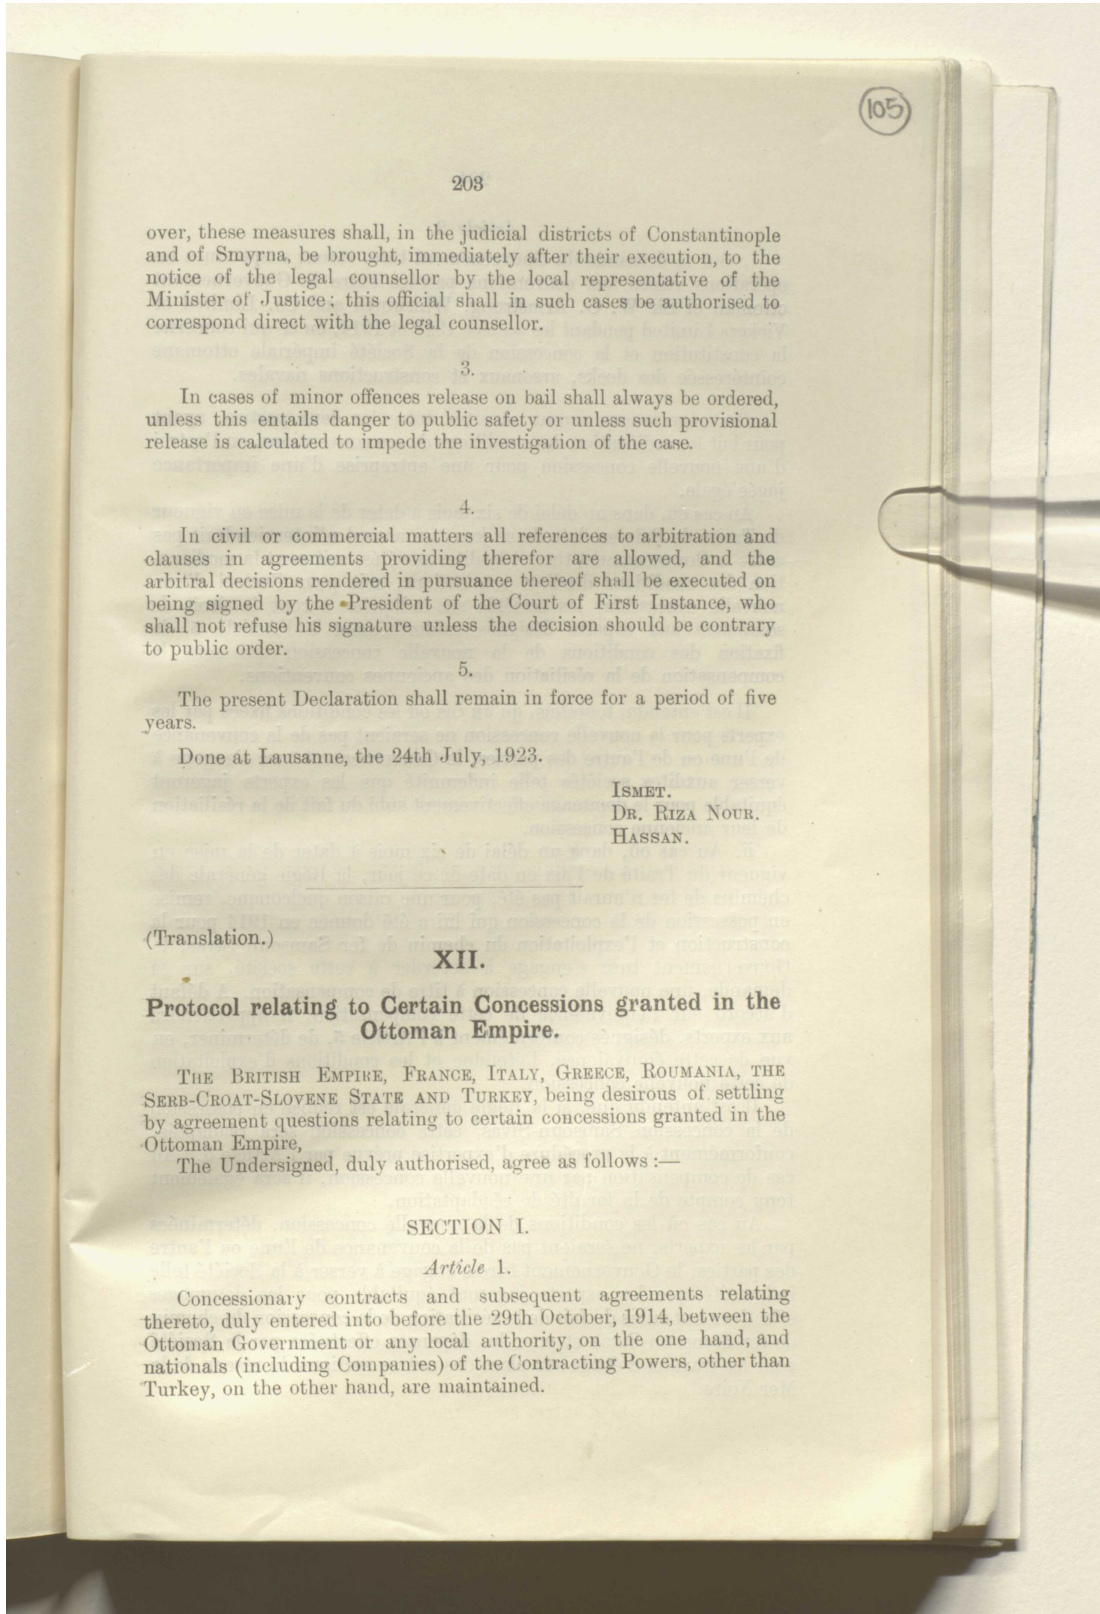 105
203
over, these measures shall, in the judicial districts of Constantinople
and of Smyrna, be brought, immediately after their execution, to the
notice of the legal counsellor by the local representative of the
Minister of Justice; this official shall in such cases be authorised to
correspond direct with the legal counsellor.
3.
In cases of minor offences release on bail shall always be ordered,
unless this entails danger to public safety or unless such provisional
release is calculated to impede the investigation of the case.
4.
In civil or commercial matters all references to arbitration and
clauses in agreements providing therefor are allowed, and the
arbitral decisions rendered in pursuance thereof shall be executed on
being signed by the President of the Court of First Instance, who
shall not refuse his signature unless the decision should be contrary
to public order.
5.
The present Declaration shall remain in force for a period of five
years.
Done at Lausanne, the 24th July, 1923.
ISMET.
DR. RIZA NOUR.
HASSAN.
(Translation.)
XII.
Protocol relating to Certain Concessions granted in the
Ottoman Empire.
THE BRITISH EMPIRE, FRANCE, ITALY, GREECE, ROUMANIA, THE
SERB-CROAT-SLOVENE STATE AND TURKEY, being desirous of settling
by agreement questions relating to certain concessions granted in the
Ottoman Empire,
The Undersigned, duly authorised, agree as follows :—
SECTION I.
Article 1.
Concessionary contracts and subsequent agreements relating
thereto, duly entered into before the 29th October, 1914, between the
Ottoman Government or any local authority, on the one hand, and
nationals (including Companies) of the Contracting Powers, other than
Turkey, on the other hand, are maintained.